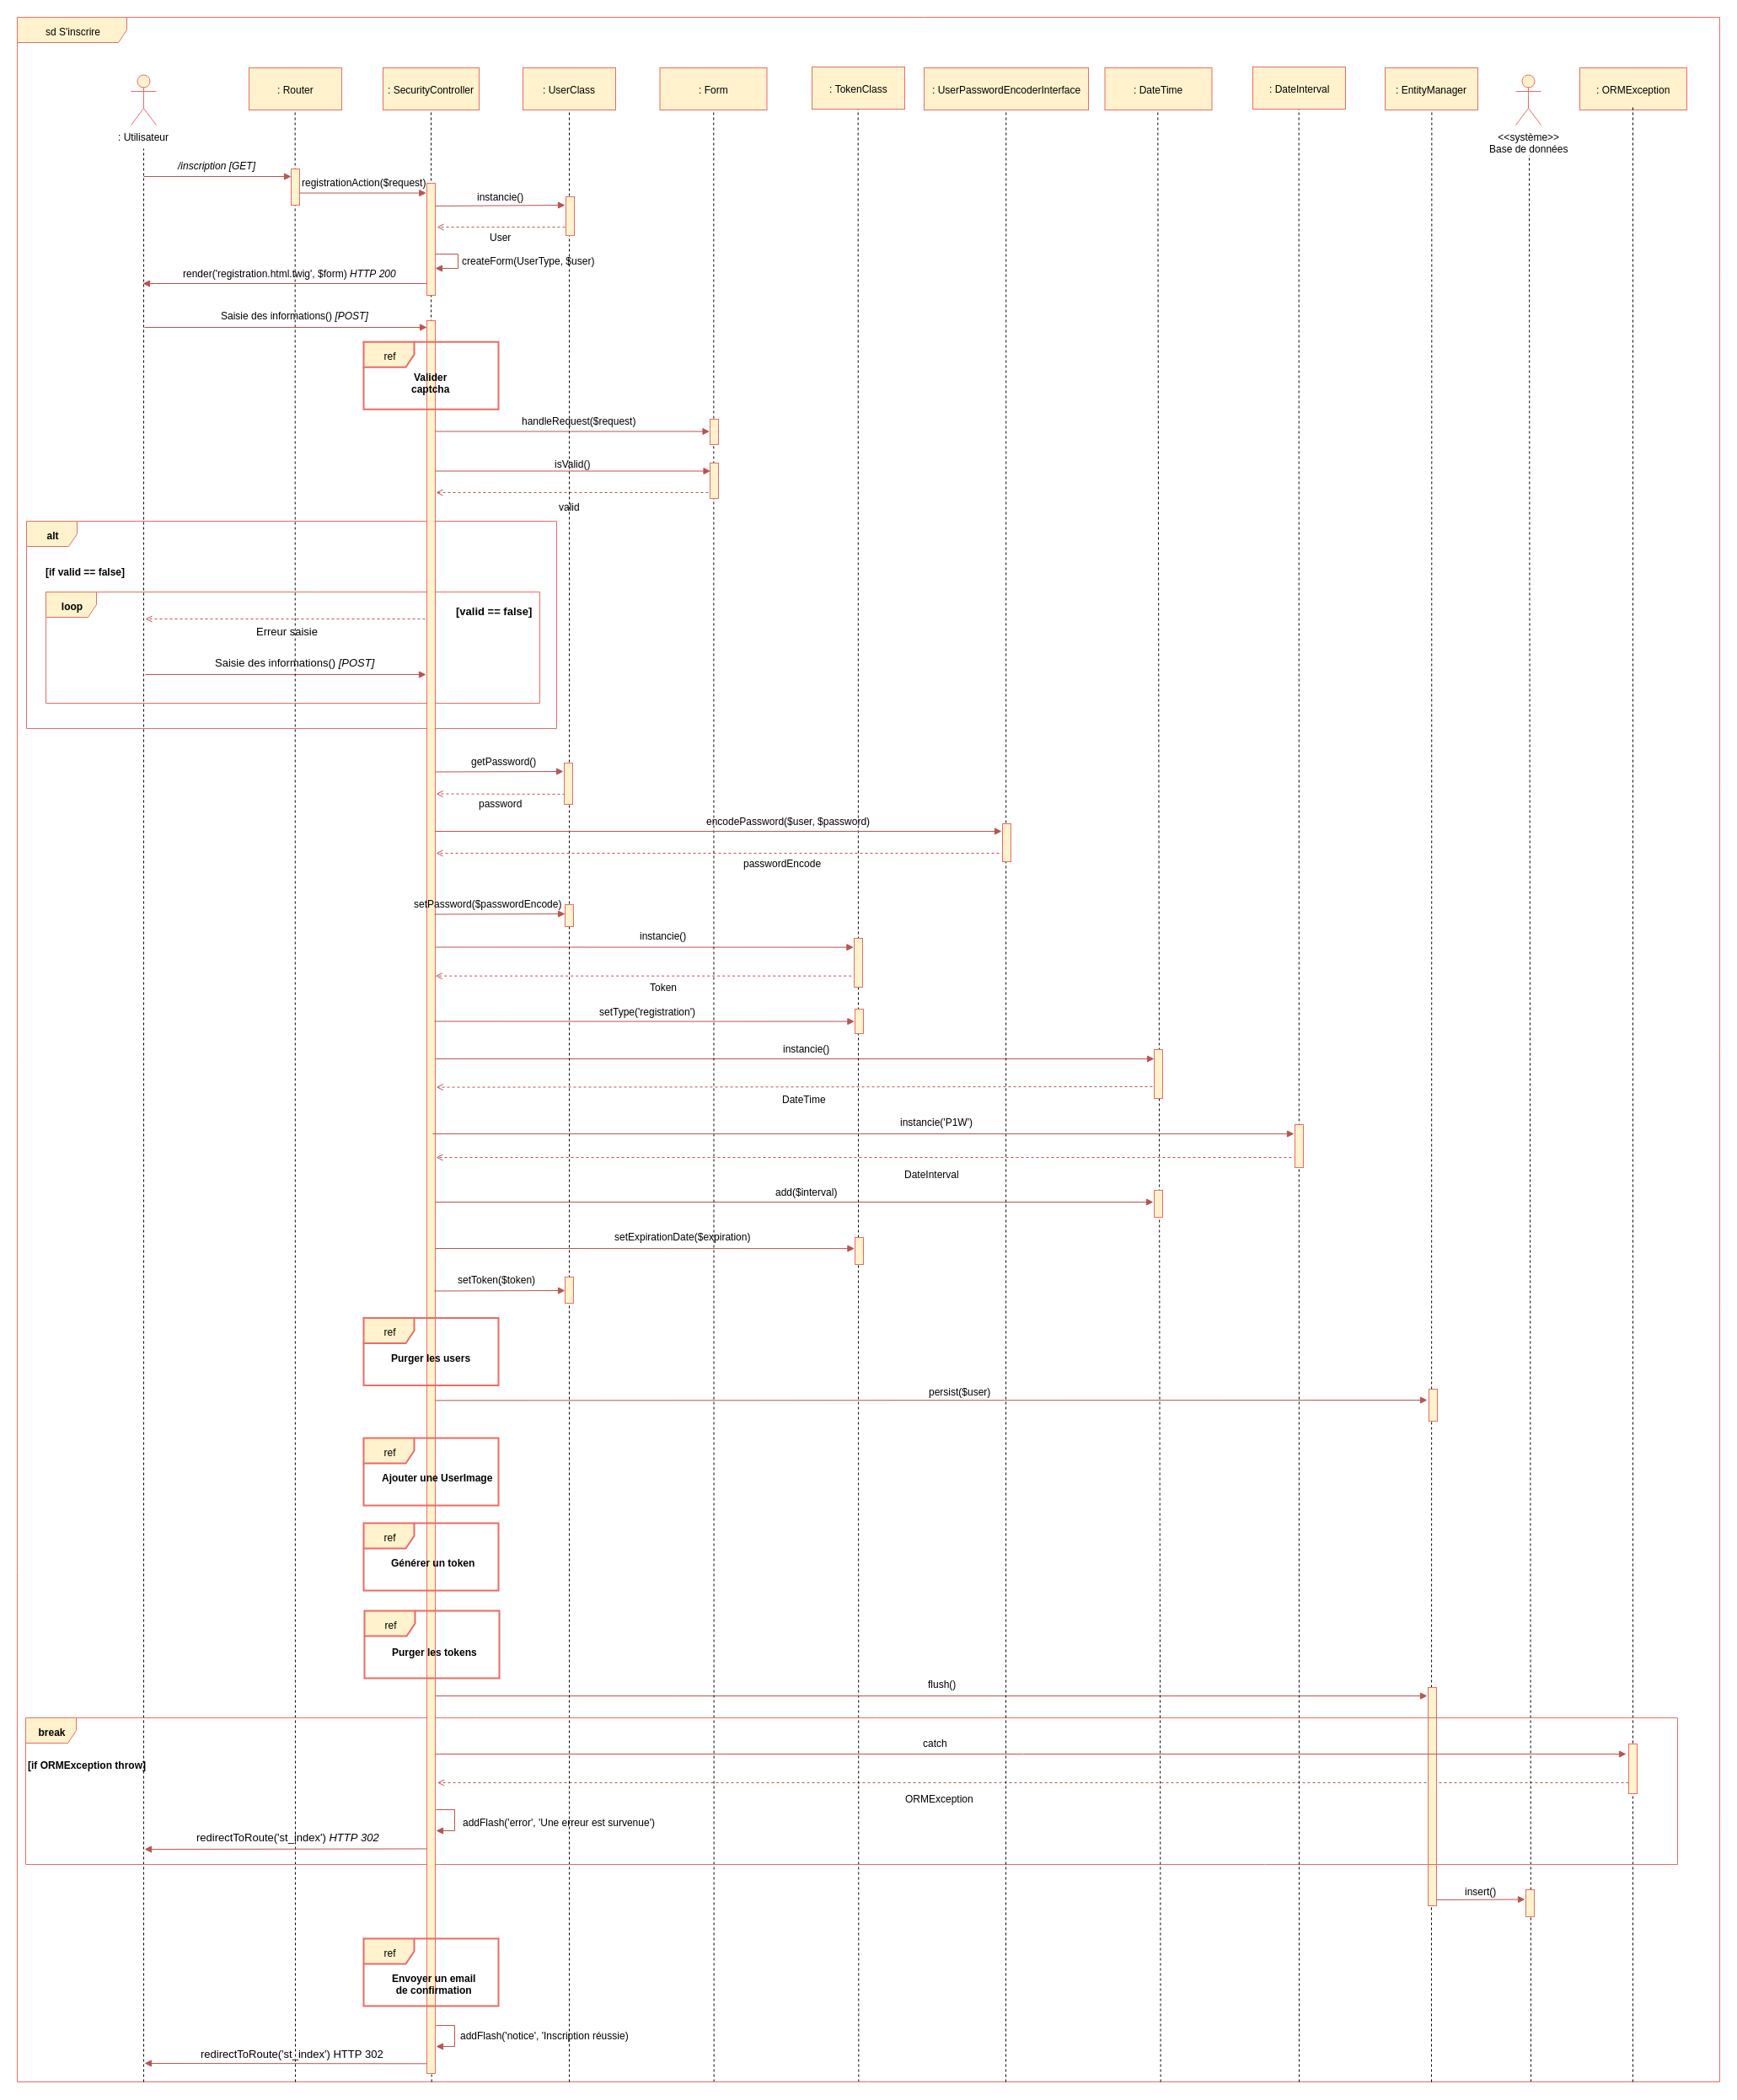 sd S'inscrire
: Utilisateur
: Router
: SecurityController
: UserClass
: Form
: TokenClass
: UserPasswordEncoderInterface
: DateTime
: DateInterval
: EntityManager
<<système>>
Base de données
: ORMException
/inscription [GET]
registrationAction($request)
instancie()
User
createForm(UserType, $user)
render('registration.html.twig', $form) HTTP 200
Saisie des informations() [POST]
ref
Valider
captcha
handleRequest($request)
isValid()
valid
alt
[if valid == false]
loop
[valid == false]
Erreur saisie
Saisie des informations() [POST]
getPassword()
password
encodePassword($user, $password)
passwordEncode
setPassword($passwordEncode)
instancie()
Token
setType('registration')
instancie()
DateTime
instancie('P1W')
DateInterval
add($interval)
setExpirationDate($expiration)
setToken($token)
ref
Purger les users
persist($user)
ref
Ajouter une UserImage
ref
Générer un token
ref
Purger les tokens
flush()
break
[if ORMException throw]
catch
ORMException
addFlash('error', 'Une erreur est survenue')
redirectToRoute('st_index') HTTP 302
insert()
ref
Envoyer un email
de confirmation
addFlash('notice', 'Inscription réussie)
redirectToRoute('st_index') HTTP 302